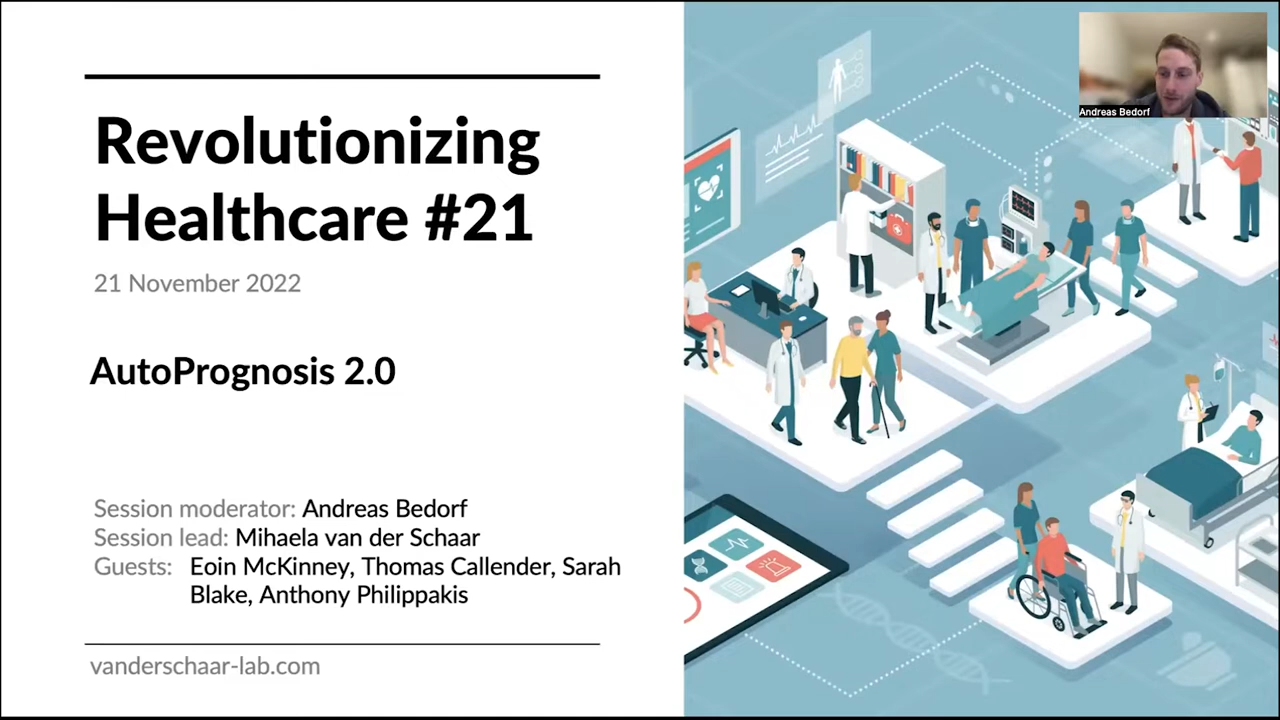 Revolutionizing
Healthcare #21
21 November 2022
AutoPrognosis 2.0
Session moderator: Andreas Bedorf
Session lead: Mihaela van der Schaar
Guests: Eoin McKinney, Thomas Callender, Sarah
Blake, Anthony Philippakis
vanderschaar-lab.com
Andreas Bedorf